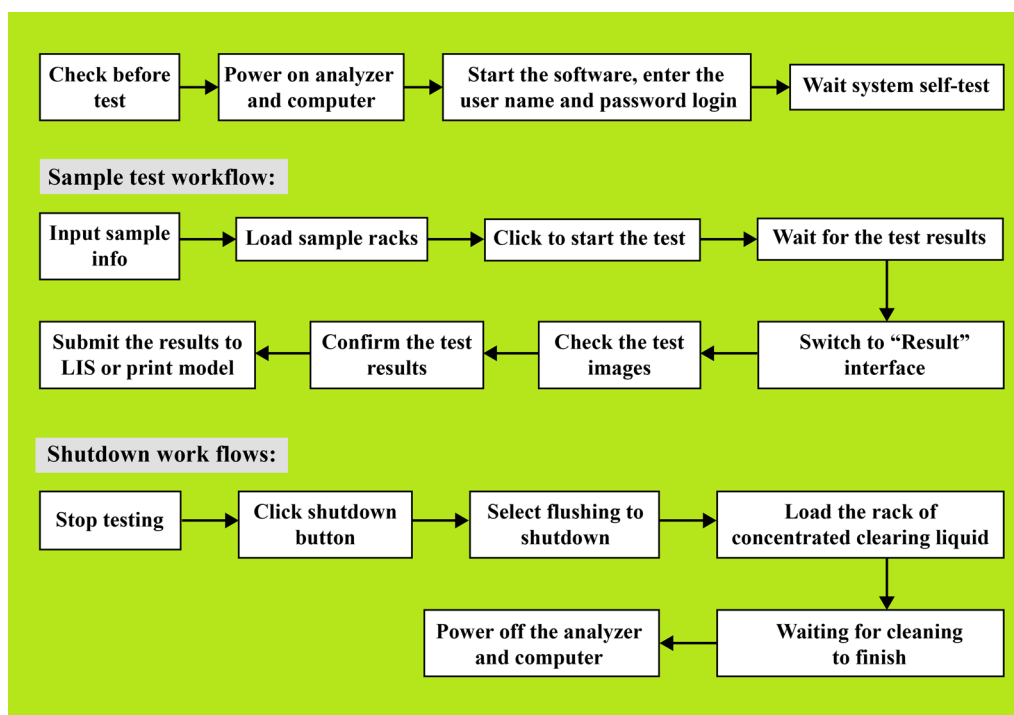 Check before
test
Power on analyzer
and computer
Start the software, enter the
user name and password login
Wait system self-test
Sample test workflow:
Input sample
info
Load sample racks
Click to start the test
Wait for the test results
Switch to “Result”
interface
Check the test
images
Confirm the test
results
Submit the results to
LIS or print model
Shutdown work flows:
Stop testing
Click shutdown
button
Select flushing to
shutdown
Load the rack of
concentrated clearing liquid
Waiting for cleaning
to finish
Power off the analyzer
and computer